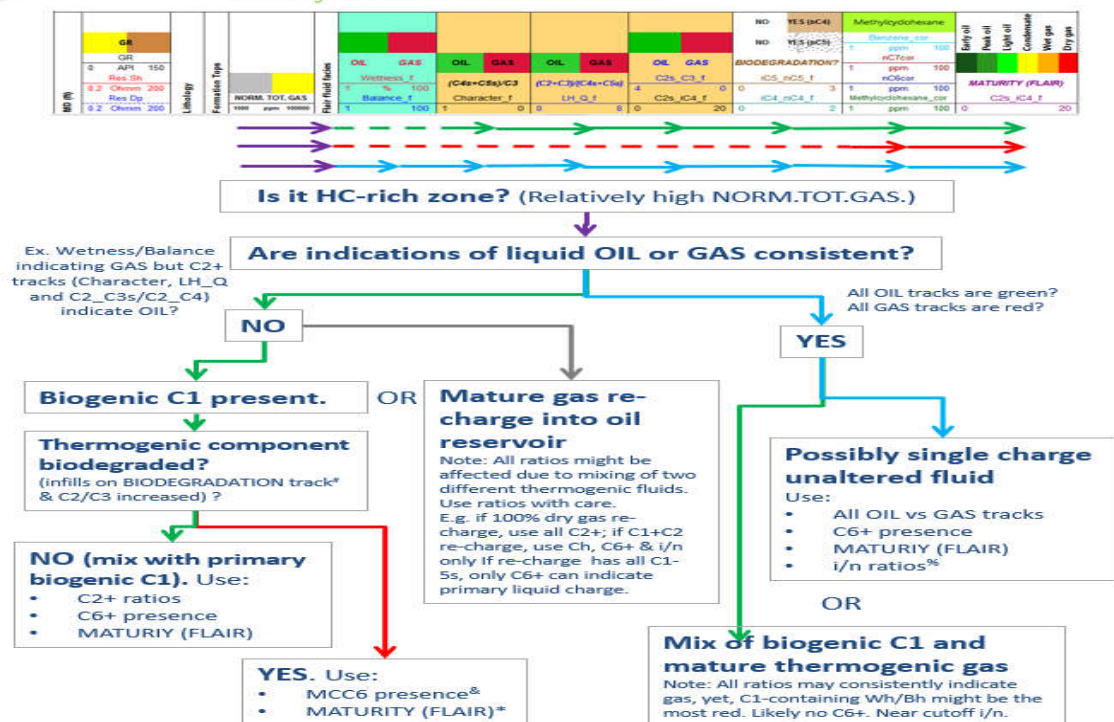 GR
GR
0 API 150
Res Sh
0.2 Ohmm 200
Res Dp
0.2 Ohmm 200
MD (ft)
Lithology
Formation Tops
NORM. TOT. GAS
1000 ppm 100000
Flair fluid facies
OIL GAS
Wetness_f
1 % 100
Balance_f
1 100
OIL GAS
(C4s+C5s)/C3
Character_f
1 0
OIL GAS
(C2+C3)/(C4s+C5s)
LH_Q_f
0 8
OIL GAS
C2s_C3_f
4 0
C2s_iC4_f
0 20
NO YES (nC4)
NO YES (nC5)
BIODEGRADATION?
iC5_nC5_f
0 3
iC4_nC4_f
0 2
Methylcyclohexane
Benzene_cor
1 ppm 100
nC7cor
1 ppm 100
nC6cor
1 ppm 100
Methylcyclohexane_cor
1 ppm 100
Early oil
Peak oil
Light oil
Condensate
Wet gas
Dry gas
MATURITY (FLAIR)
C2s_iC4_f
0 20
Is it HC-rich zone? (Relatively high NORM.TOT.GAS.)
Are indications of liquid OIL or GAS consistent?
Ex. Wetness/Balance
indicating GAS but C2+
tracks (Character, LH_Q
and C2_C3s/C2_C4)
indicate OIL?
All OIL tracks are green?
All GAS tracks are red?
NO
YES
Biogenic C1 present.
OR
Mature gas re-
charge into oil
reservoir
Note: All ratios might be
affected due to mixing of two
different thermogenic fluids.
Use ratios with care.
E.g. if 100% dry gas re-
charge, use all C2+; if C1+C2
re-charge, use Ch, C6+ & i/n
only If re-charge has all C1-
5s, only C6+ can indicate
primary liquid charge.
Thermogenic component
biodegraded?
(infills on BIODEGRADATION track#
& C2/C3 increased) ?
NO (mix with primary
biogenic C1). Use:
• C2+ ratios
• C6+ presence
• MATURIY (FLAIR)
YES. Use:
• MCC6 presence&
• MATURITY (FLAIR)*
Possibly single charge
unaltered fluid
Use:
• All OIL vs GAS tracks
• C6+ presence
• MATURIY (FLAIR)
• i/n ratios%
OR
Mix of biogenic C1 and
mature thermogenic gas
Note: All ratios may consistently indicate
gas, yet, C1-containing Wh/Bh might be the
most red. Likely no C6+. Near cutoff i/n.